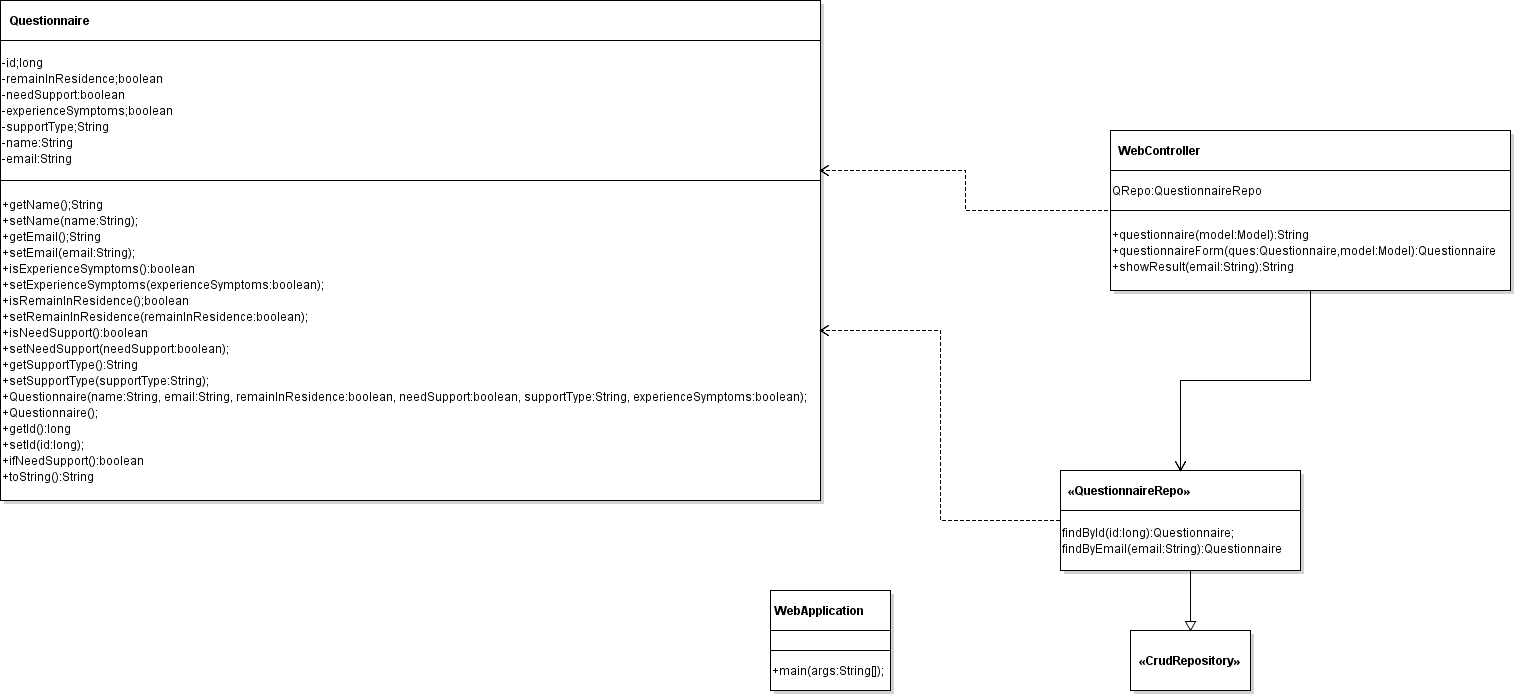 Questionnaire
-id;long
-remainInResidence;boolean
-needSupport:boolean
-experienceSymptoms;boolean
-supportType;String
-name:String
-email:String
+getName();String
+setName(name:String);
+getEmail();String
+setEmail(email:String);
+isExperienceSymptoms():boolean
+setExperienceSymptoms(experienceSymptoms:boolean);
+isRemainInResidence();boolean
+setRemainInResidence(remainInResidence:boolean);
+isNeedSupport():boolean
+setNeedSupport(needSupport:boolean);
+getSupportType():String
+setSupportType(supportType:String);
+Questionnaire(name:String, email:String, remainInResidence:boolean, needSupport:boolean, supportType:String, experienceSymptoms:boolean);
+Questionnaire();
+getId():long
+setId(id:long);
+ifNeedSupport():boolean
+toString():String
WebController
QRepo:QuestionnaireRepo
+questionnaire(model:Model):String
+questionnaireForm(ques:Questionnaire,model:Model):Questionnaire
+showResult(email:String):String
«QuestionnaireRepo»
findById(id:long):Questionnaire;
findByEmail(email:String):Questionnaire
WebApplication
+main(args:String[]);
«CrudRepository»